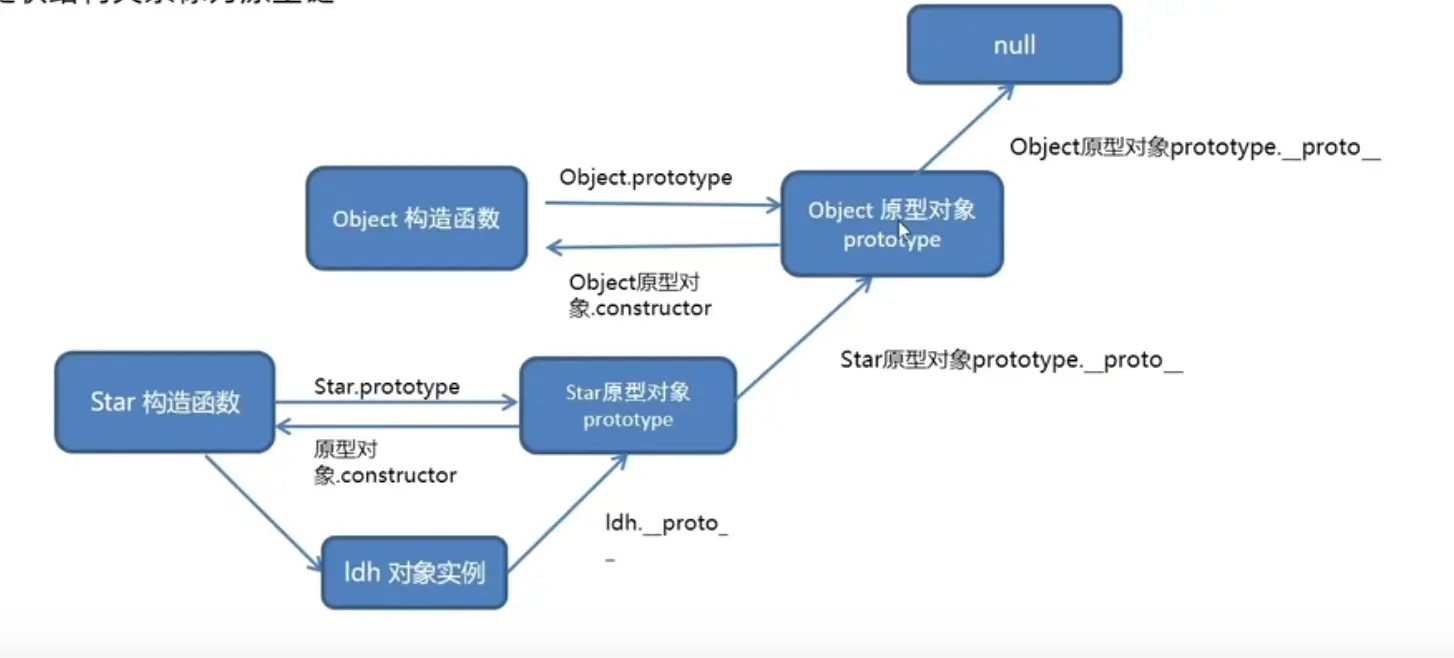 null
Object原型对象prototype.__proto__
Object.prototype
Object 构造函数
Object 原型对象
prototype
Object原型对
象.constructor
Star原型对象prototype.__proto__
Star 构造函数
Star.prototype
Star原型对象
prototype
原型对
象.constructor
ldh.__proto_
_
ldh 对象实例